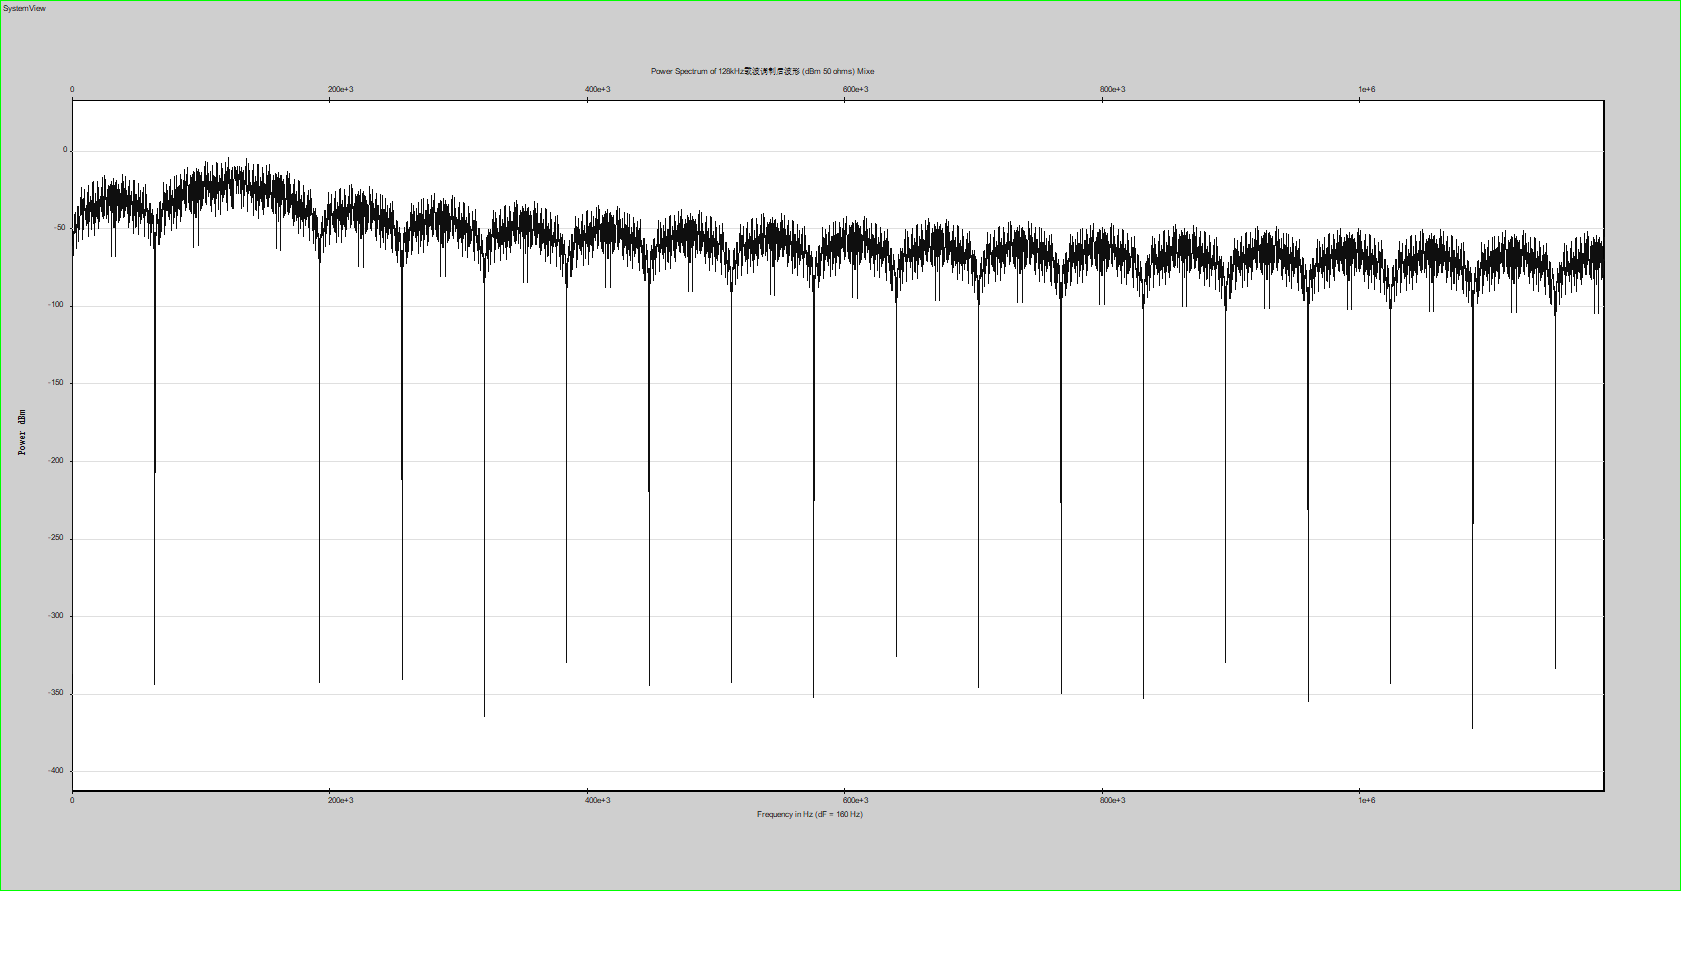 SystemView
Power Spectrum of 128kHz载波调制后波形 (dBm 50 ohms) Mixe
0 200e+3 400e+3 600e+3 800e+3 1e+6
0
-50
-100
-150
-200
-250
-300
-350
-400
Power dBm
0 200e+3 400e+3 600e+3 800e+3 1e+6
Frequency in Hz (dF = 160 Hz)